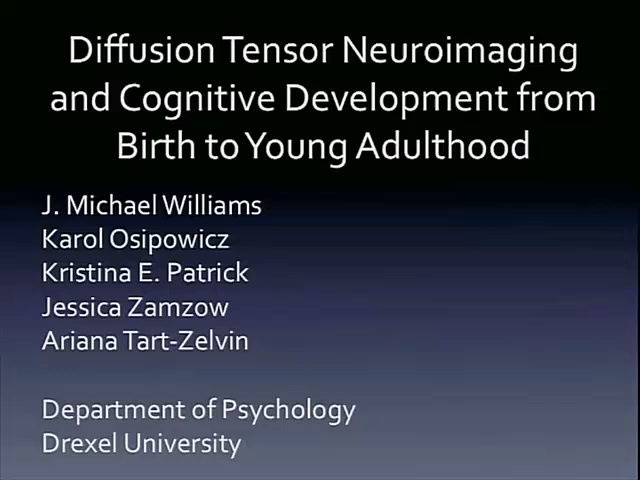 Diffusion Tensor Neuroimaging
and Cognitive Development from
Birth to Young Adulthood
J. Michael Williams
Karol Osipowicz
Kristina E. Patrick
Jessica Zamzow
Ariana Tart-Zelvin
Department of Psychology
Drexel University